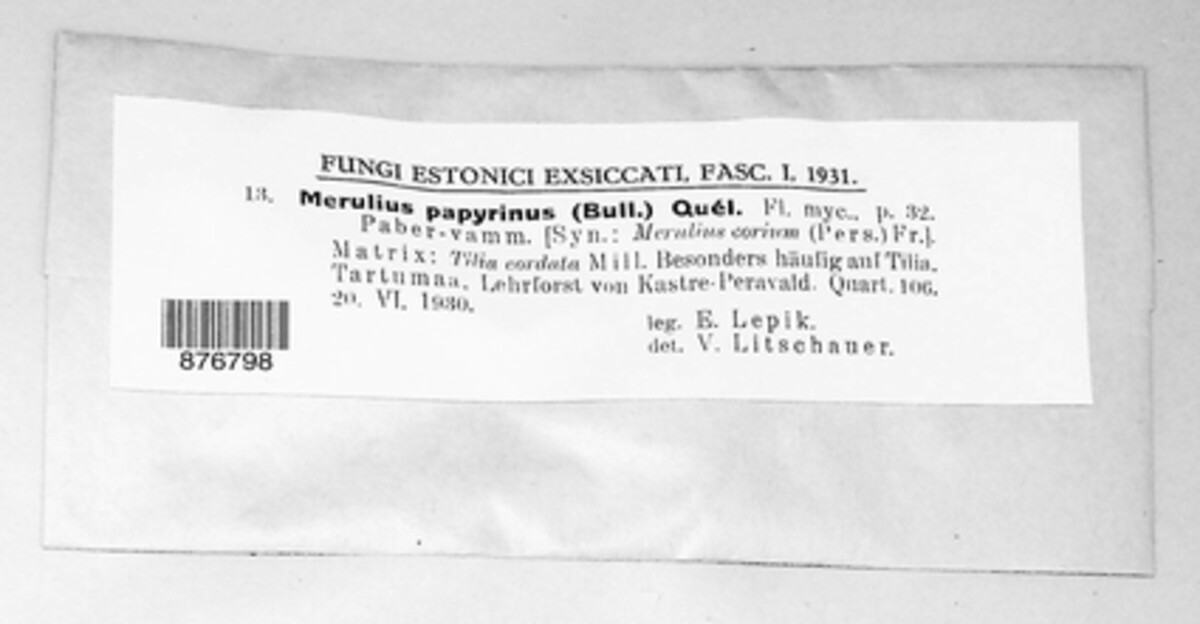 FUNGI ESTONICI EXSICCATI, FASC. I. 1931.
13. Merulius papyrinus (Bull.) Quél. Fl. myc., p. 32.
Paber-vamm. [Syn.: Merulius corium (Pers.) Fr.].
Matrix: Tilia cordata Mill. Besonders häufig auf Tilia.
Tartumaa. Lehrforst von Kastre-Peravald. Quart. 106.
20. VI. 1930.
leg. E. Lepik.
det. V. Litschauer.
876798